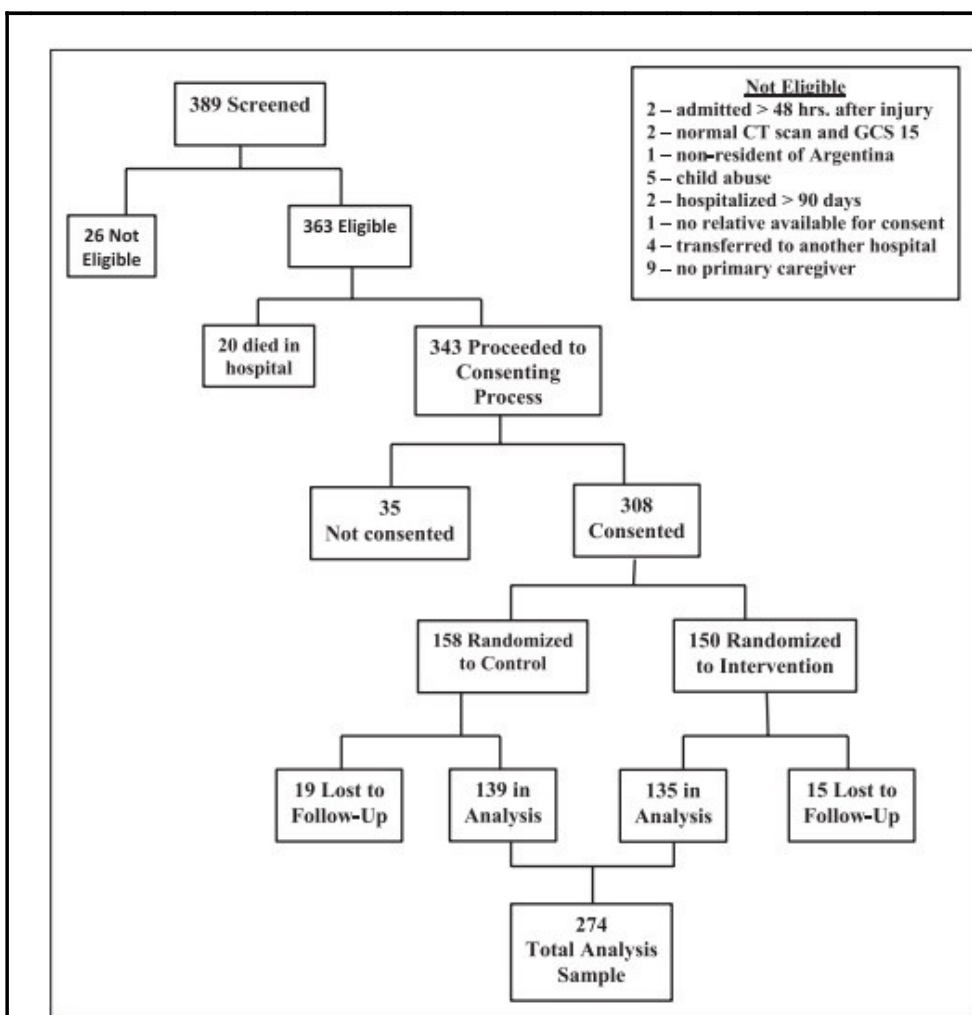 389 Screened
Not Eligible
2 – admitted > 48 hrs. after injury
2 – normal CT scan and GCS 15
1 – non-resident of Argentina
5 – child abuse
2 – hospitalized > 90 days
1 – no relative available for consent
4 – transferred to another hospital
9 – no primary caregiver
26 Not
Eligible
363 Eligible
20 died in
hospital
343 Proceeded to
Consenting
Process
35
Not consented
308
Consented
158 Randomized
to Control
150 Randomized
to Intervention
19 Lost to
Follow-Up
139 in
Analysis
135 in
Analysis
15 Lost to
Follow-Up
274
Total Analysis
Sample